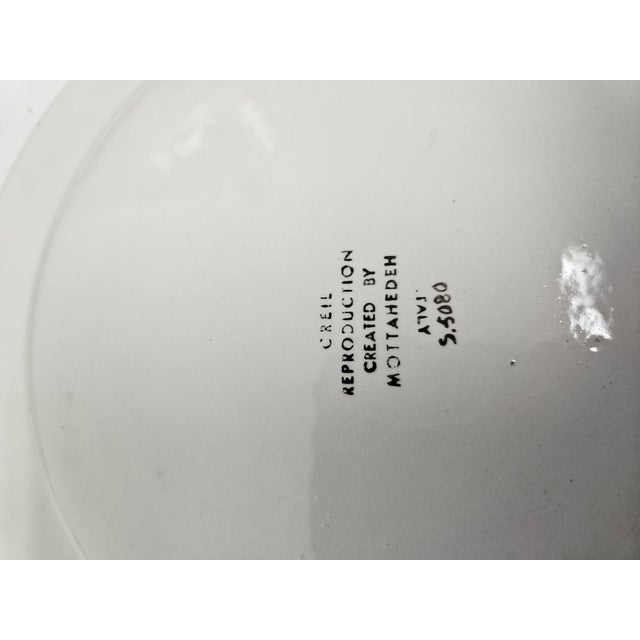 CREIL
REPRODUCTION
CREATED BY
MOTTAHEDEH
ITALY
S.5080